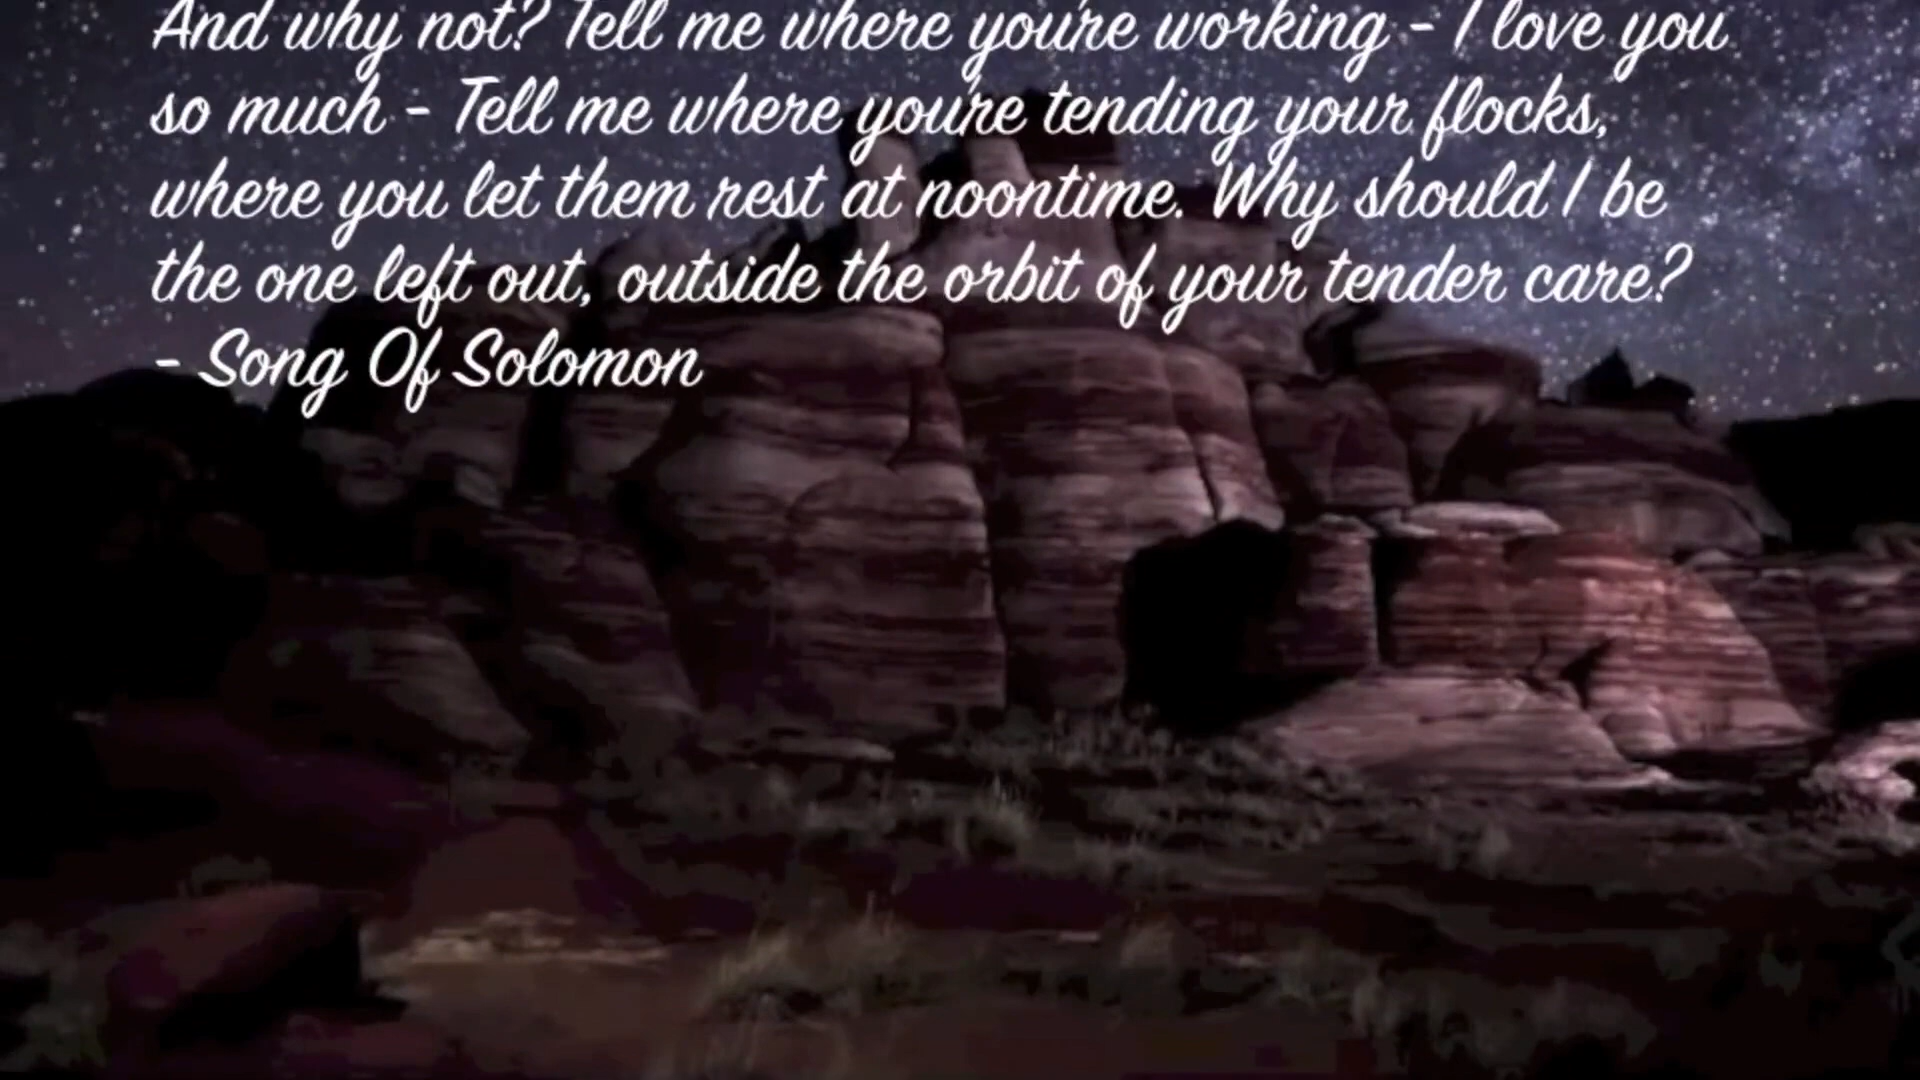 And why not? Tell me where you're working - I love you
so much - Tell me where you're tending your flocks,
where you let them rest at noontime. Why should I be
the one left out, outside the orbit of your tender care?
- Song Of Solomon